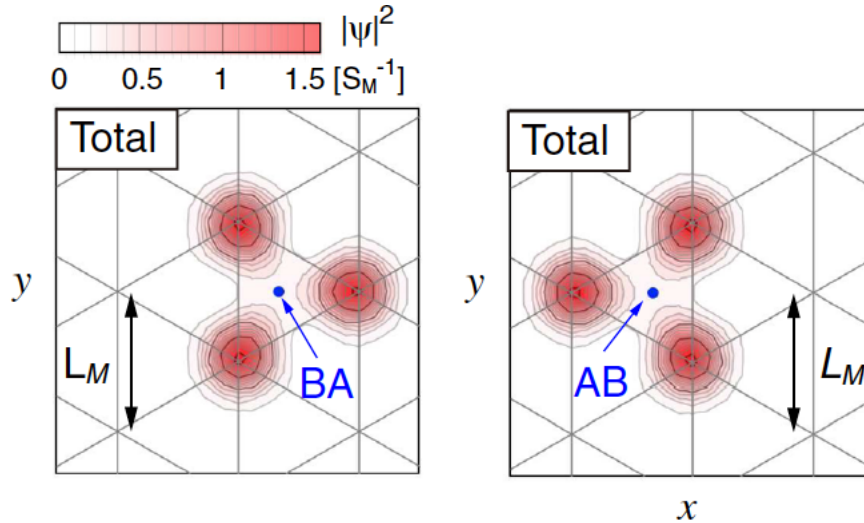 |ψ|²
0 0.5 1 1.5 [S_M⁻¹]
Total
Total
y
y
L_M
BA
AB
L_M
x